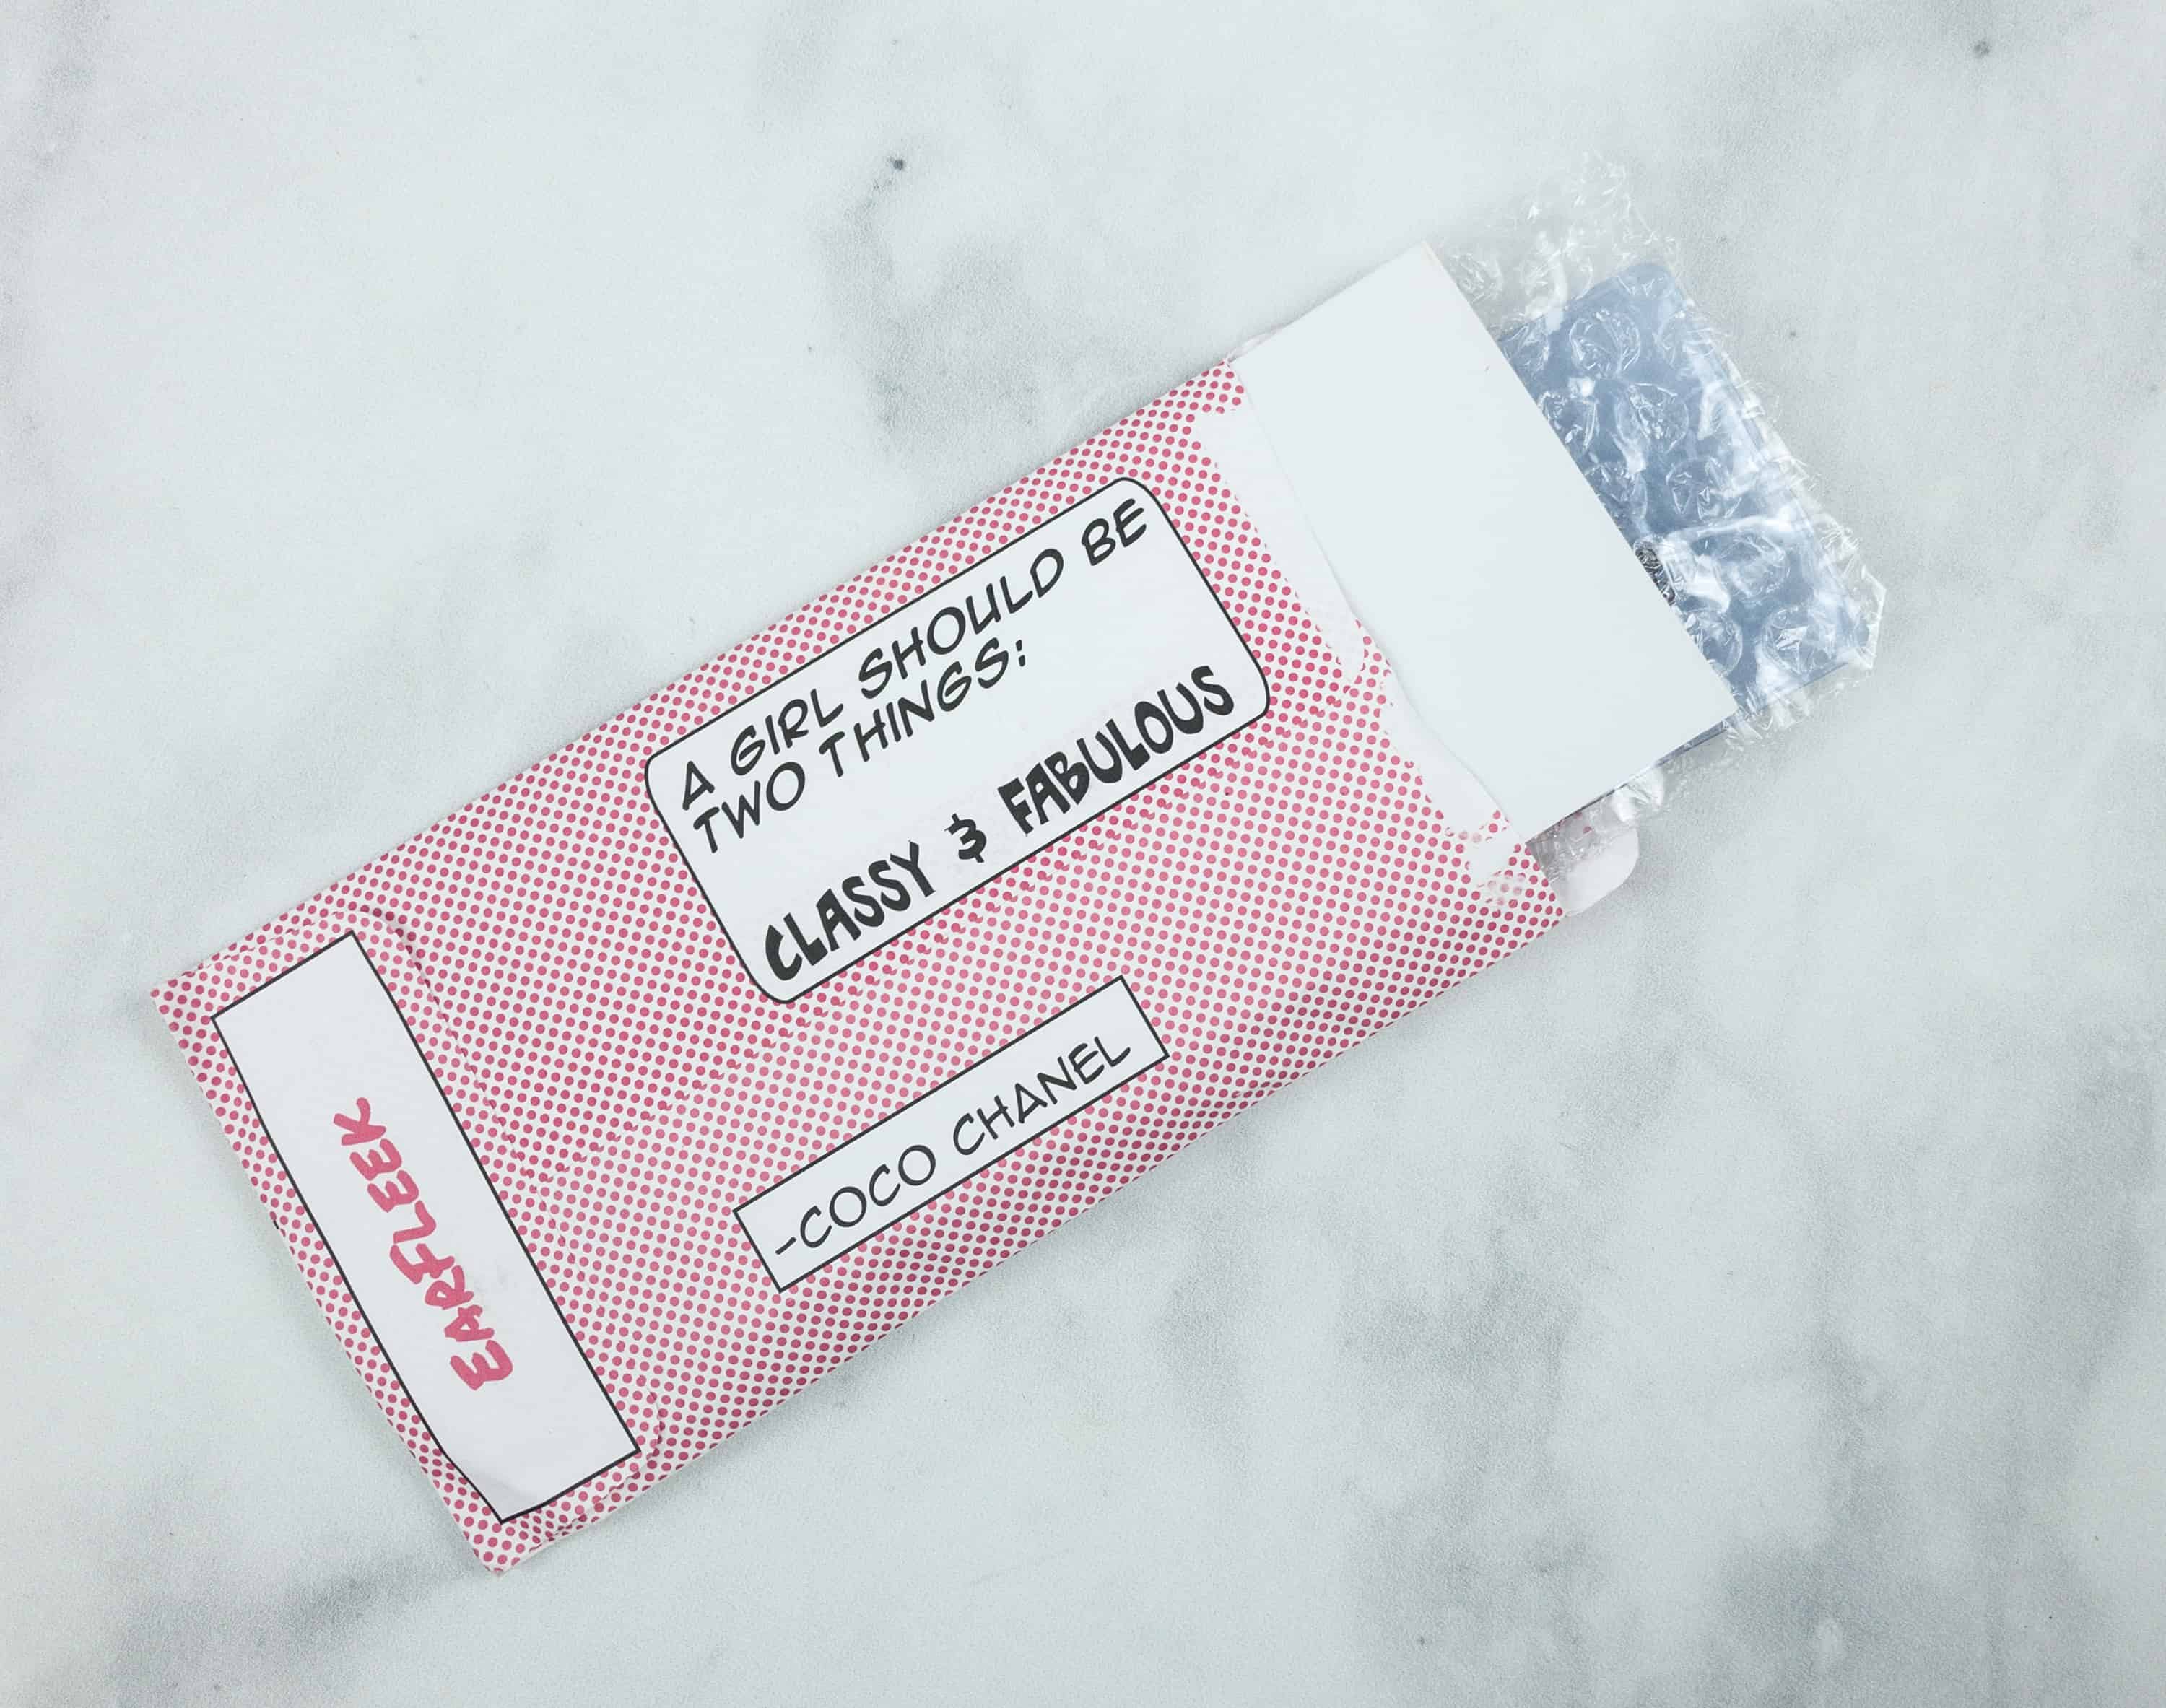 A GIRL SHOULD BE
TWO THINGS:
CLASSY & FABULOUS
-COCO CHANEL
EARFLEEK